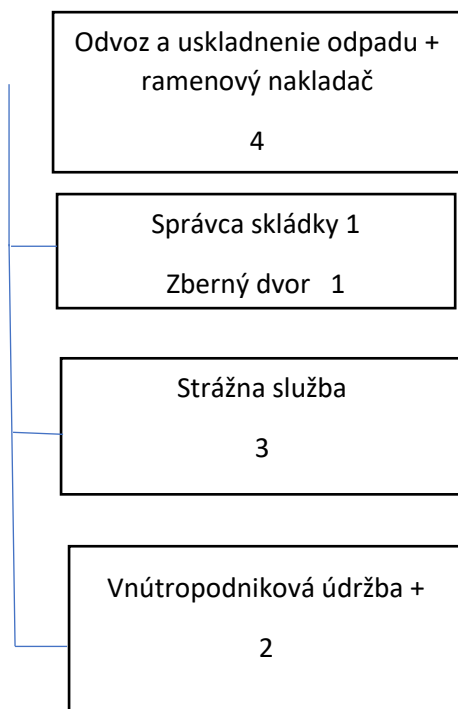 Odvoz a uskladnenie odpadu +
ramenový nakladač
4
Správca skládky 1
Zberný dvor 1
Strážna služba
3
Vnútropodniková údržba +
2